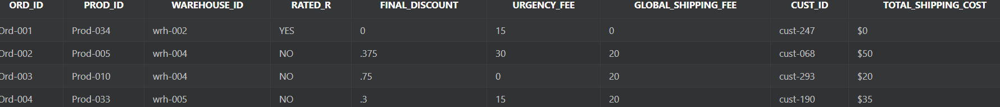 ORD_ID PROD_ID WAREHOUSE_ID RATED_R FINAL_DISCOUNT URGENCY_FEE GLOBAL_SHIPPING_FEE CUST_ID TOTAL_SHIPPING_COST
Ord-001 Prod-034 wrh-002 YES 0 15 0 cust-247 $0
Ord-002 Prod-005 wrh-004 NO .375 30 20 cust-068 $50
Ord-003 Prod-010 wrh-004 NO .75 0 20 cust-293 $20
Ord-004 Prod-033 wrh-005 NO .3 15 20 cust-190 $35